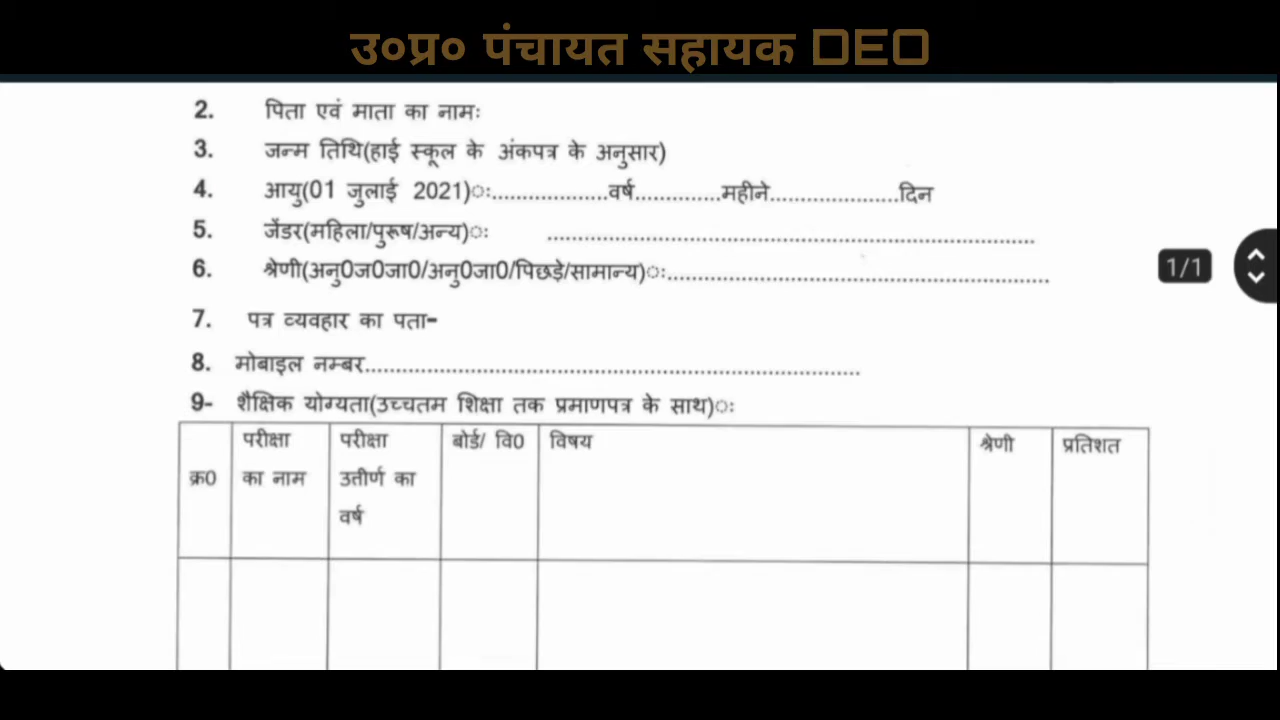 उ०प्र० पंचायत सहायक DEO
2. पिता एवं माता का नामः
3. जन्म तिथि(हाई स्कूल के अंकपत्र के अनुसार)
4. आयु(01 जुलाई 2021)ः...................वर्ष..............महीने.....................दिन
5. जेंडर(महिला/पुरूष/अन्य)ः ................................................................................
6. श्रेणी(अनु0ज0जा0/अनु0जा0/पिछड़े/सामान्य)ः...............................................................
1/1
7. पत्र व्यवहार का पता-
8. मोबाइल नम्बर.................................................................................
9- शैक्षिक योग्यता(उच्चतम शिक्षा तक प्रमाणपत्र के साथ)ः
क्र0 परीक्षा का नाम परीक्षा उत्तीर्ण का वर्ष बोर्ड/ वि0 विषय श्रेणी प्रतिशत